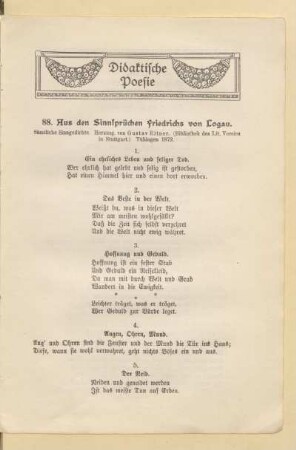 Didaktische
Poesie
88. Aus den Sinnsprüchen Friedrichs von Logau.
Sämtliche Sinngedichte. Herausg. von Gustav Eitner. (Bibliothek des Lit. Vereins
in Stuttgart.) Tübingen 1872.
1.
Ein ehrliches Leben und seliger Tod.
Wer ehrlich hat gelebt und selig ist gestorben,
Hat einen Himmel hier und einen dort erworben.
2.
Das Beste in der Welt.
Weißt du, was in dieser Welt
Mir am meisten wohlgefällt?
Daß die Zeit sich selbst verzehret
Und die Welt nicht ewig währet.
3.
Hoffnung und Geduld.
Hoffnung ist ein fester Stab
Und Geduld ein Reisekleid,
Da man mit durch Welt und Grab
Wandert in die Ewigkeit.
* * *
Leichter träget, was er träget,
Wer Geduld zur Bürde leget.
4.
Augen, Ohren, Mund.
Aug' und Ohren sind die Fenster und der Mund die Tür ins Haus;
Diese, wann sie wohl verwahret, geht nichts Böses ein und aus.
5.
Der Neid.
Neiden und geneidet werden
Ist das meiste Tun auf Erden.